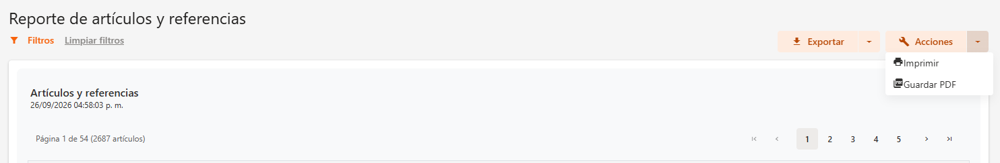 Reporte de artículos y referencias
Filtros Limpiar filtros
Exportar Acciones
Imprimir
Guardar PDF
Artículos y referencias
26/09/2026 04:58:03 p. m.
Página 1 de 54 (2687 artículos) 1 2 3 4 5